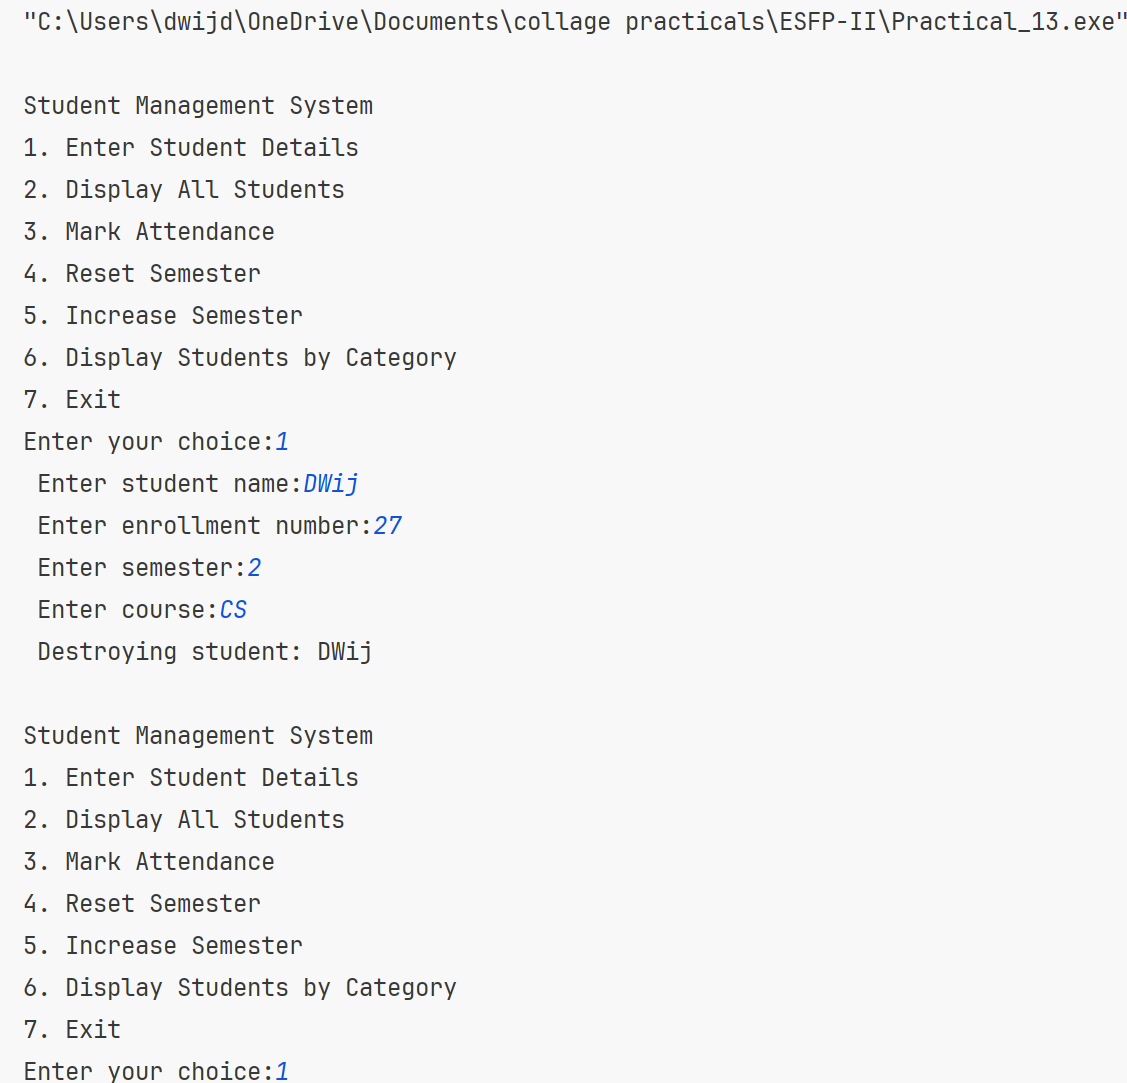 "C:\Users\dwijd\OneDrive\Documents\collage practicals\ESFP-II\Practical_13.exe"
Student Management System
1. Enter Student Details
2. Display All Students
3. Mark Attendance
4. Reset Semester
5. Increase Semester
6. Display Students by Category
7. Exit
Enter your choice:1
Enter student name:DWij
Enter enrollment number:27
Enter semester:2
Enter course:CS
Destroying student: DWij
Student Management System
1. Enter Student Details
2. Display All Students
3. Mark Attendance
4. Reset Semester
5. Increase Semester
6. Display Students by Category
7. Exit
Enter your choice:1